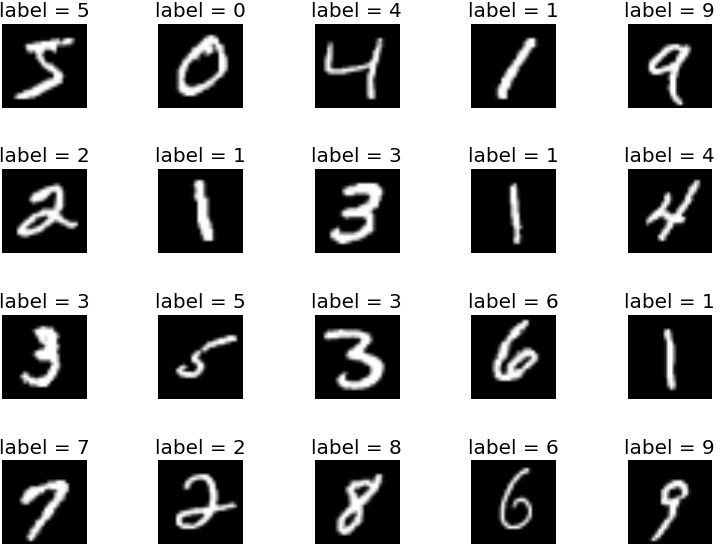 label = 5 label = 0 label = 4 label = 1 label = 9
5 0 4 1 9
label = 2 label = 1 label = 3 label = 1 label = 4
2 1 3 1 4
label = 3 label = 5 label = 3 label = 6 label = 1
3 5 3 6 1
label = 7 label = 2 label = 8 label = 6 label = 9
7 2 8 6 9